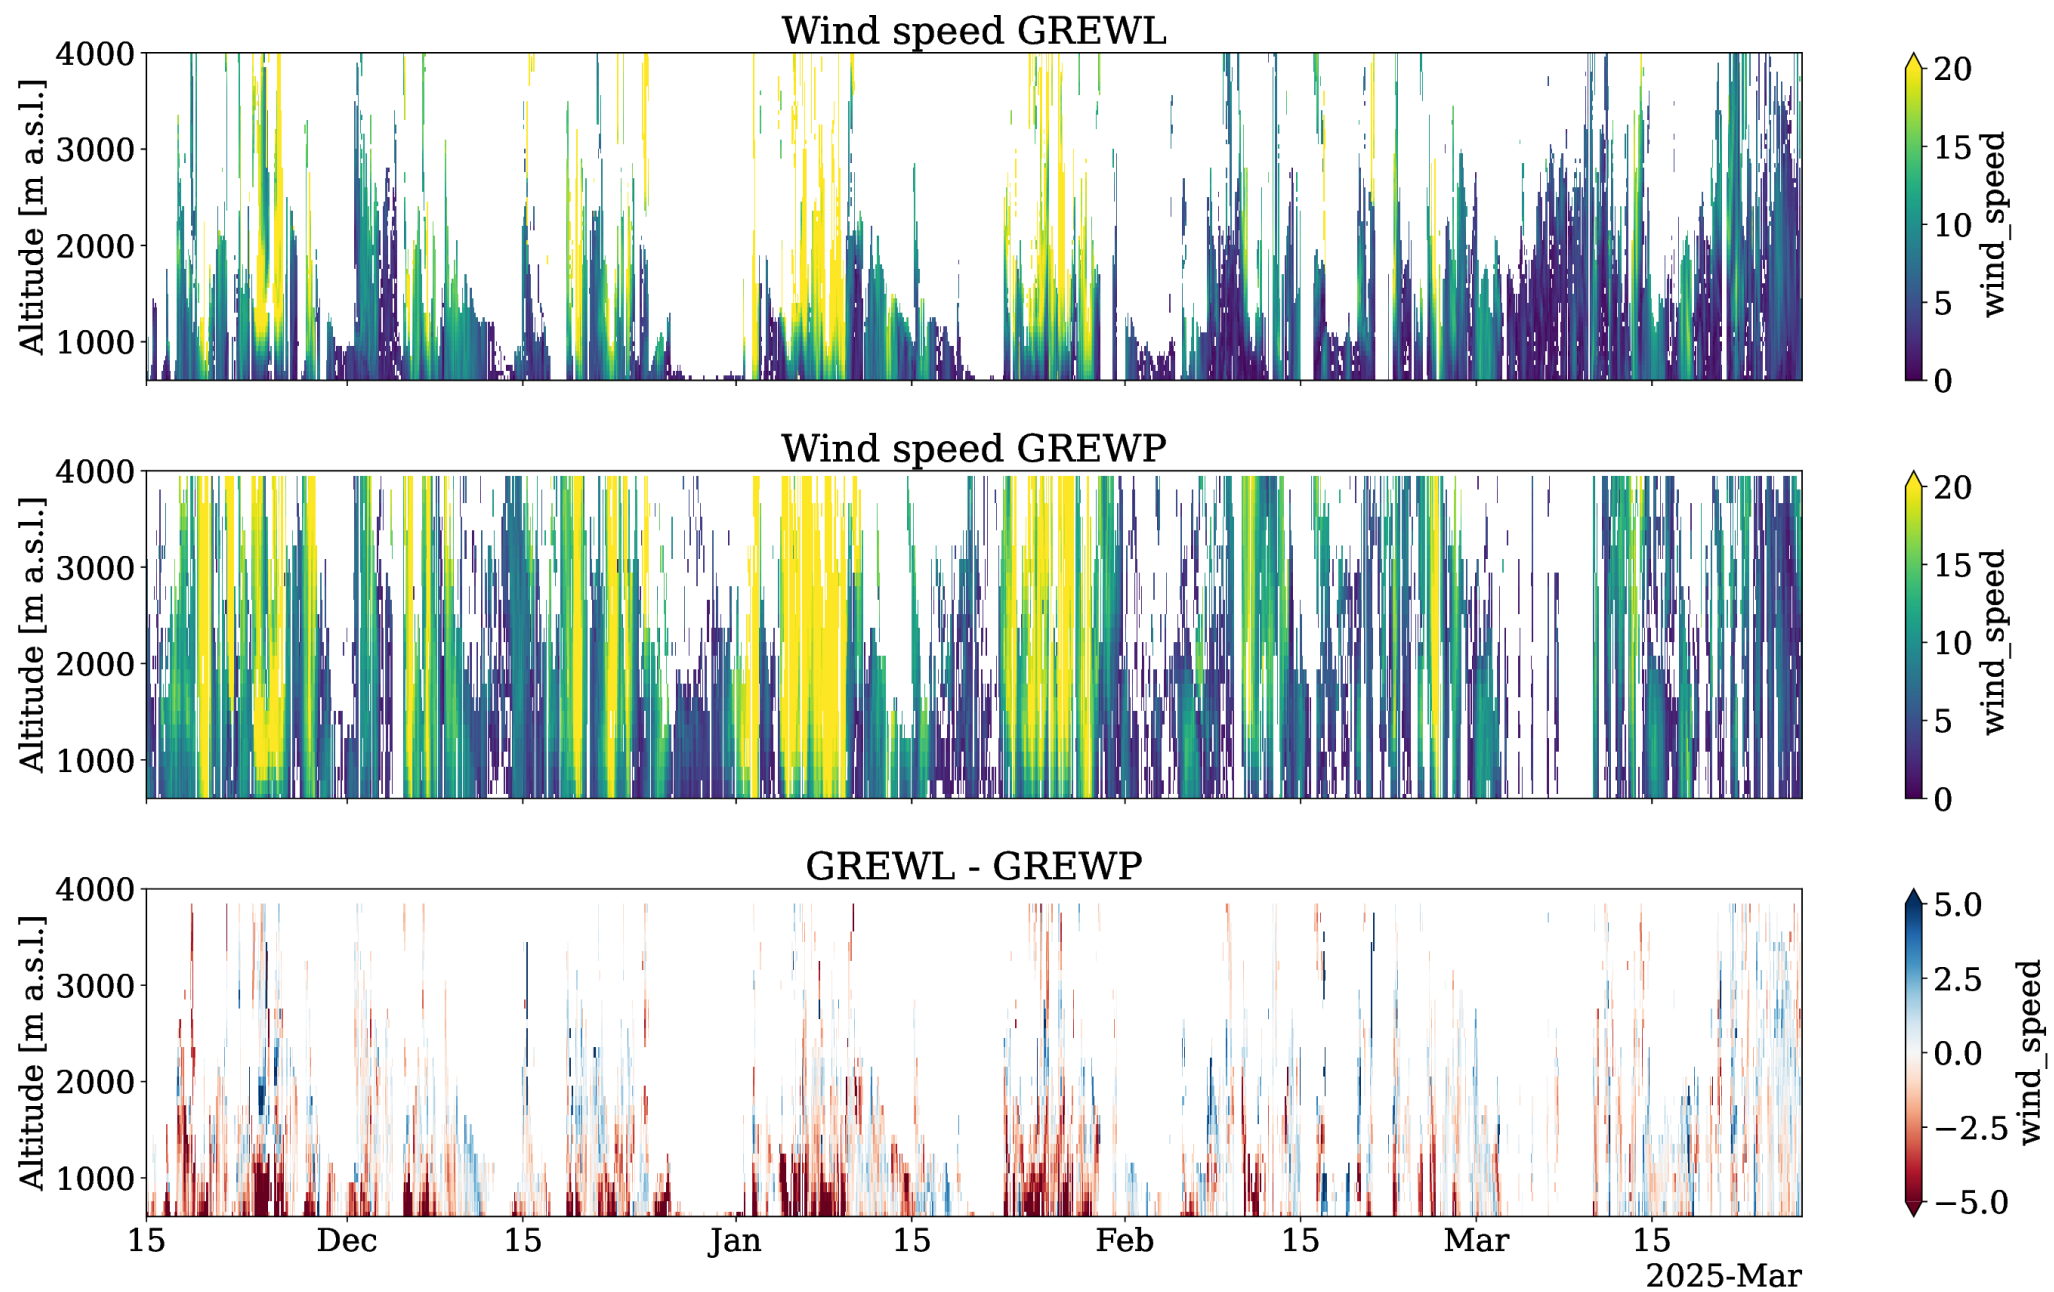 Wind speed GREWL
4000
3000
2000
1000
Altitude [m a.s.l.]
20
15
10
5
0
wind_speed
Wind speed GREWP
4000
3000
2000
1000
Altitude [m a.s.l.]
20
15
10
5
0
wind_speed
GREWL - GREWP
4000
3000
2000
1000
Altitude [m a.s.l.]
5.0
2.5
0.0
−2.5
−5.0
wind_speed
15 Dec 15 Jan 15 Feb 15 Mar 15
2025-Mar